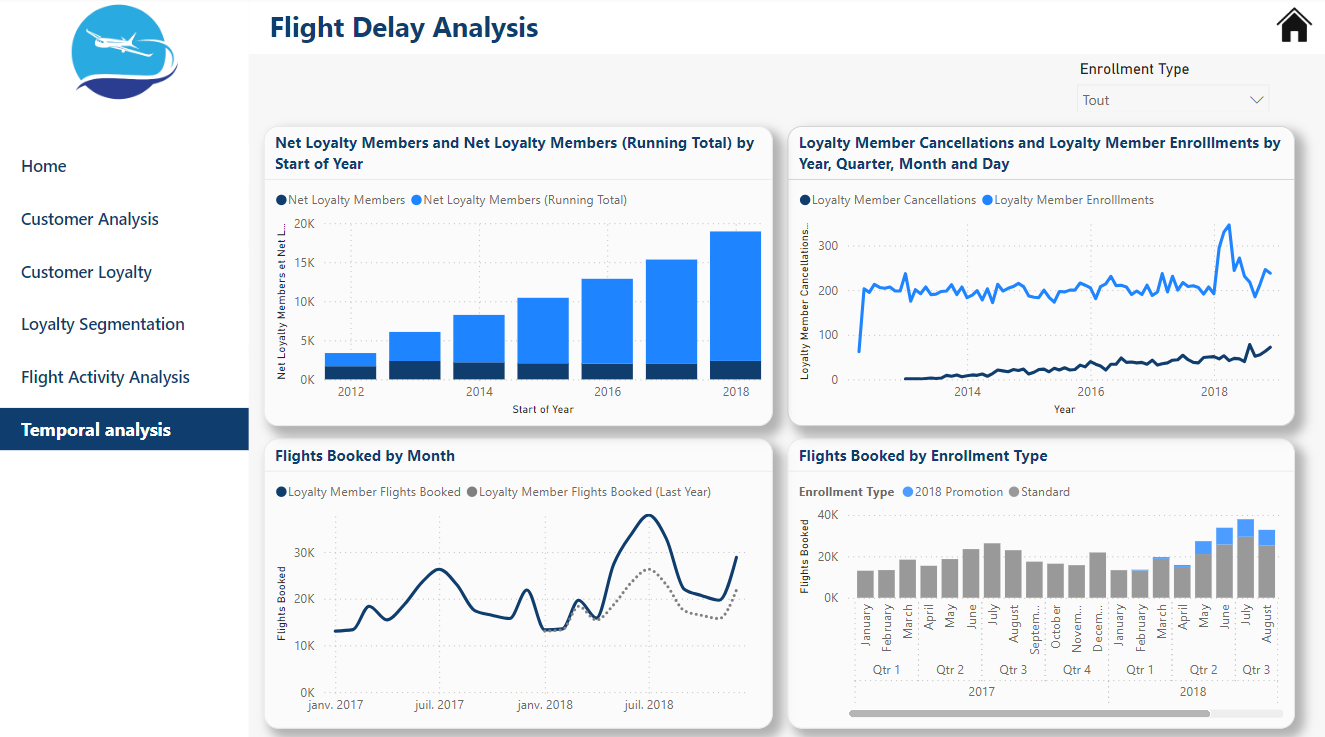 Flight Delay Analysis
Enrollment Type
Tout
Home
Customer Analysis
Customer Loyalty
Loyalty Segmentation
Flight Activity Analysis
Temporal analysis
Net Loyalty Members and Net Loyalty Members (Running Total) by
Start of Year
Net Loyalty Members Net Loyalty Members (Running Total)
Net Loyalty Members et Net L...
20K
15K
10K
5K
0K
2012 2014 2016 2018
Start of Year
Loyalty Member Cancellations and Loyalty Member Enrolllments by
Year, Quarter, Month and Day
Loyalty Member Cancellations Loyalty Member Enrolllments
Loyalty Member Cancellations...
300
200
100
0
2014 2016 2018
Year
Flights Booked by Month
Loyalty Member Flights Booked Loyalty Member Flights Booked (Last Year)
Flights Booked
30K
20K
10K
0K
janv. 2017 juil. 2017 janv. 2018 juil. 2018
Flights Booked by Enrollment Type
Enrollment Type 2018 Promotion Standard
Flights Booked
40K
20K
0K
January February March April May June July August Septem... October Novem... Decem... January February March April May June July August
Qtr 1 Qtr 2 Qtr 3 Qtr 4 Qtr 1 Qtr 2 Qtr 3
2017 2018